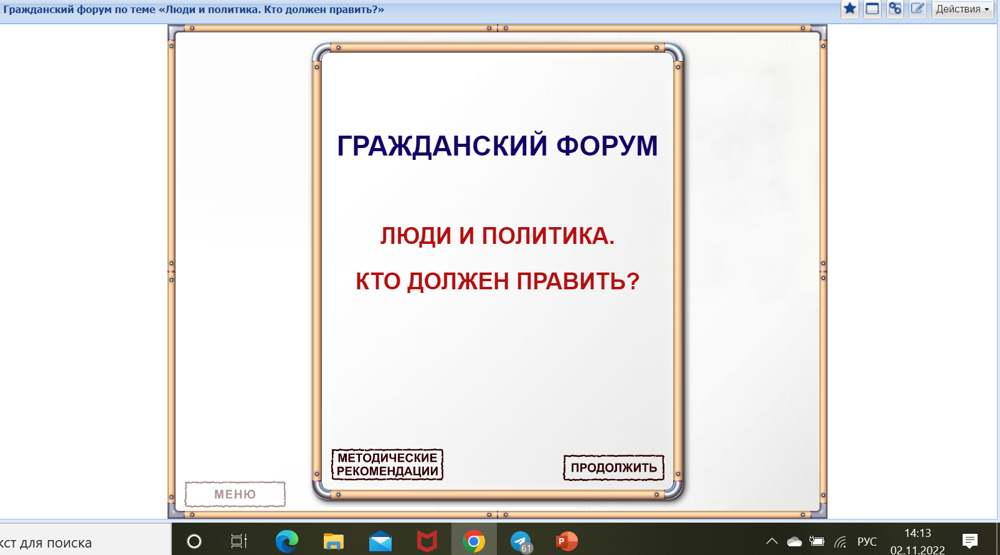 Гражданский форум по теме «Люди и политика. Кто должен править?»
Действия
ГРАЖДАНСКИЙ ФОРУМ
ЛЮДИ И ПОЛИТИКА.
КТО ДОЛЖЕН ПРАВИТЬ?
МЕТОДИЧЕСКИЕ
РЕКОМЕНДАЦИИ
ПРОДОЛЖИТЬ
МЕНЮ
кст для поиска
P
61
РУС
14:13
02.11.2022